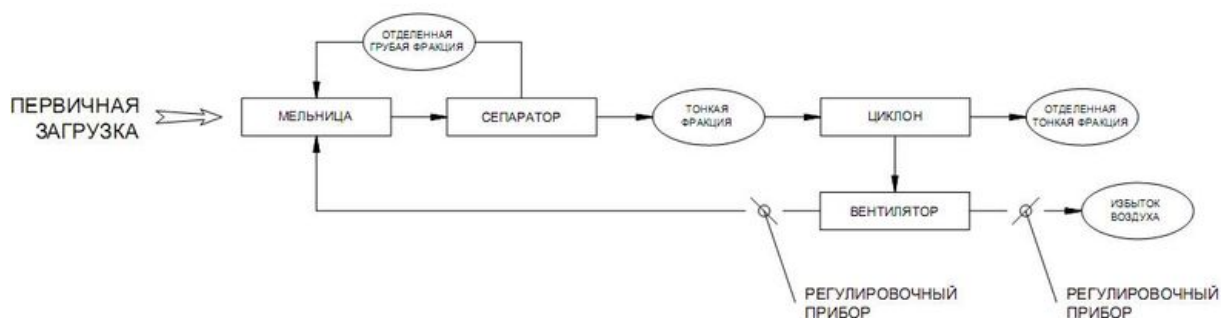 ОТДЕЛЕННАЯ
ГРУБАЯ ФРАКЦИЯ
ПЕРВИЧНАЯ
ЗАГРУЗКА
МЕЛЬНИЦА
СЕПАРАТОР
ТОНКАЯ
ФРАКЦИЯ
ЦИКЛОН
ОТДЕЛЕННАЯ
ТОНКАЯ ФРАКЦИЯ
ВЕНТИЛЯТОР
ИЗБЫТОК
ВОЗДУХА
РЕГУЛИРОВОЧНЫЙ
ПРИБОР
РЕГУЛИРОВОЧНЫЙ
ПРИБОР